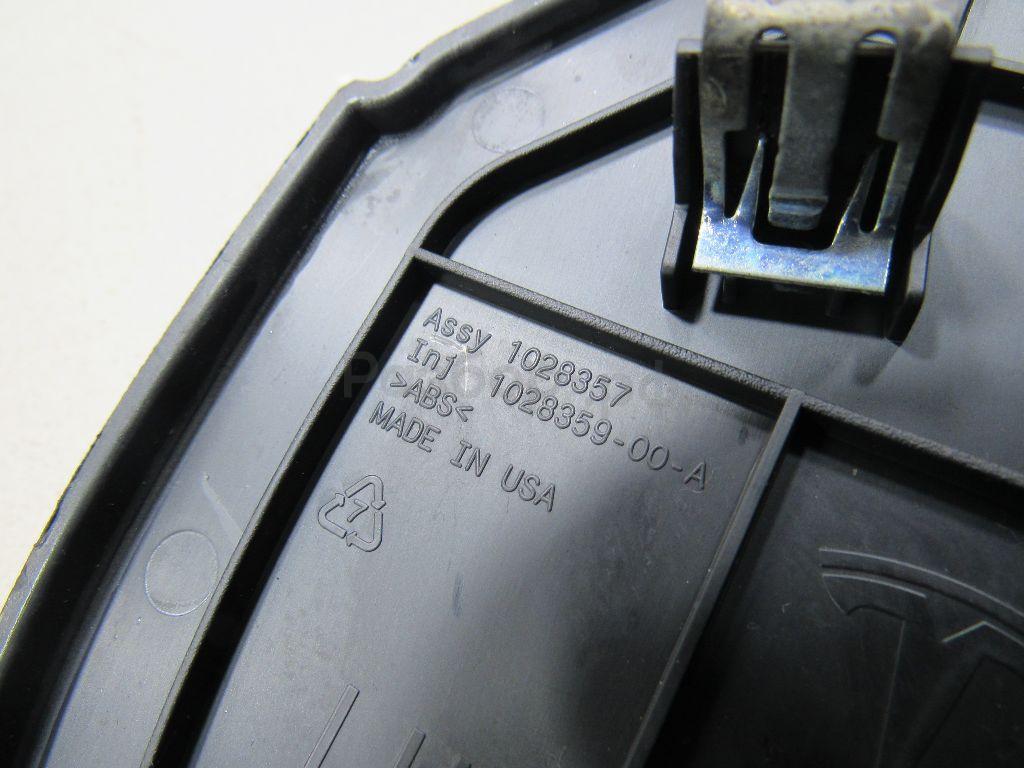 Assy 1028357
Inj 1028359-00-A
>ABS<
MADE IN USA
7